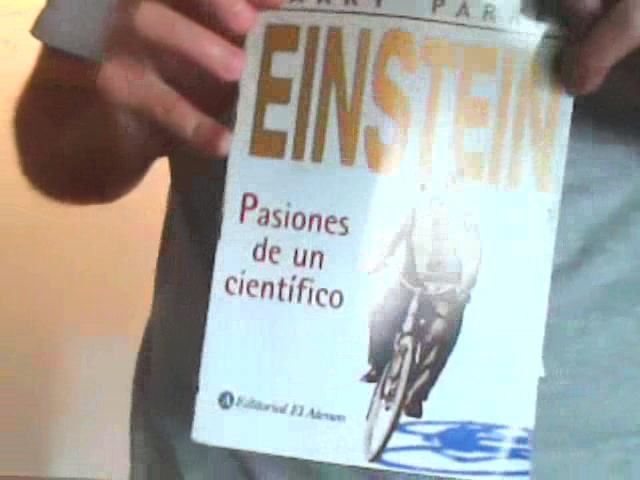 EINSTEIN
Pasiones
de un
científico
Editorial El Ateneo